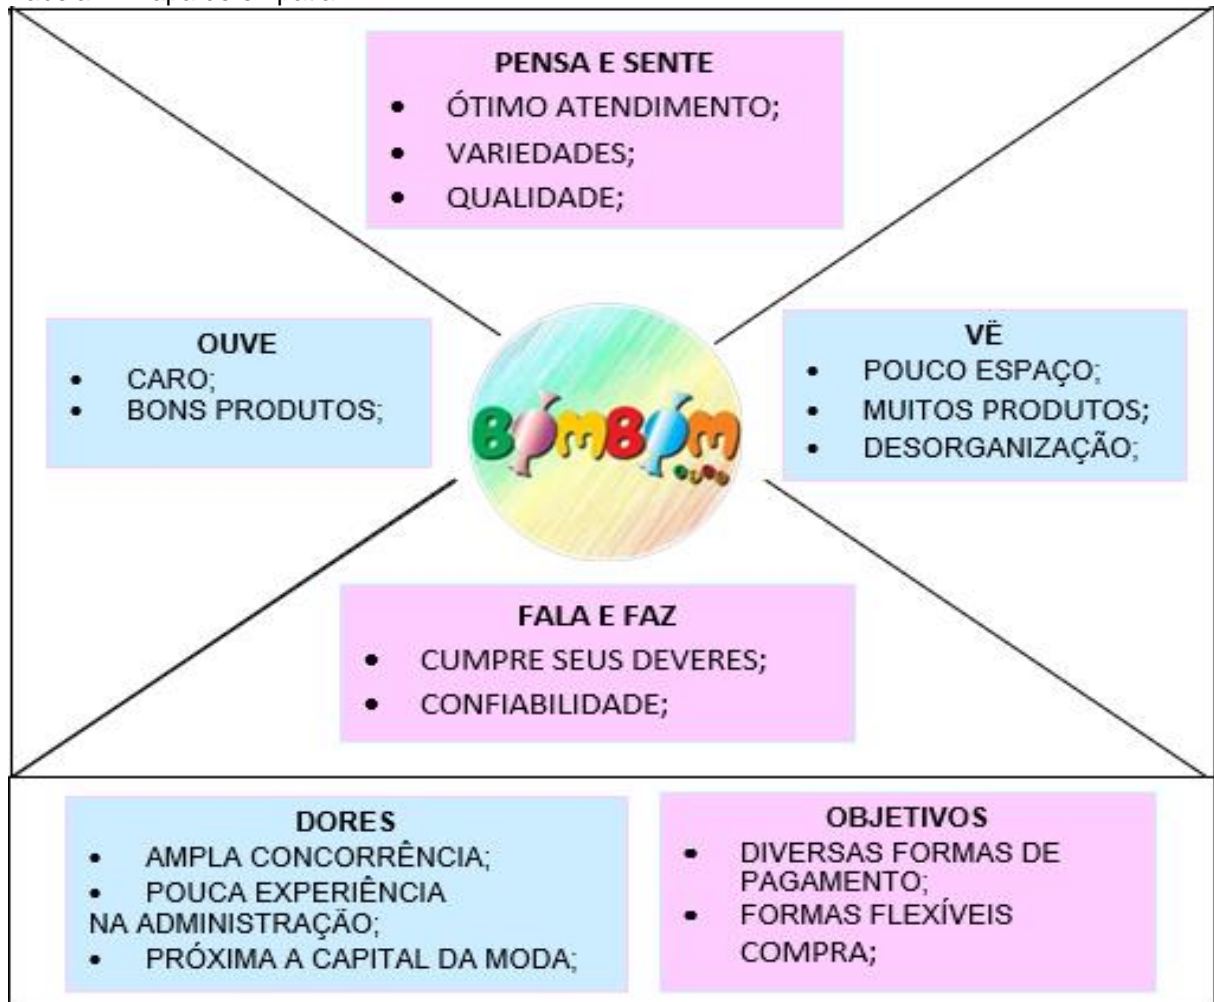 PENSA E SENTE
• ÓTIMO ATENDIMENTO;
• VARIEDADES;
• QUALIDADE;
OUVE
• CARO;
• BONS PRODUTOS;
BOMBOM
VÊ
• POUCO ESPAÇO;
• MUITOS PRODUTOS;
• DESORGANIZAÇÃO;
FALA E FAZ
• CUMPRE SEUS DEVERES;
• CONFIABILIDADE;
DORES
• AMPLA CONCORRÊNCIA;
• POUCA EXPERIÊNCIA
NA ADMINISTRAÇÃO;
• PRÓXIMA A CAPITAL DA MODA;
OBJETIVOS
• DIVERSAS FORMAS DE
PAGAMENTO;
• FORMAS FLEXÍVEIS
COMPRA;